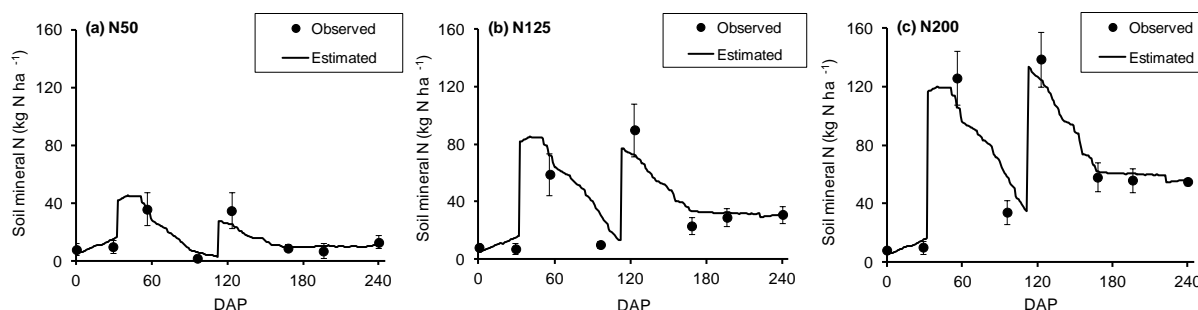 (a) N50
Observed
Estimated
Soil mineral N (kg N ha⁻¹)
160
120
80
40
0
0 60 120 180 240
DAP
(b) N125
Observed
Estimated
Soil mineral N (kg N ha⁻¹)
160
120
80
40
0
0 60 120 180 240
DAP
(c) N200
Observed
Estimated
Soil mineral N (kg N ha⁻¹)
160
120
80
40
0
0 60 120 180 240
DAP